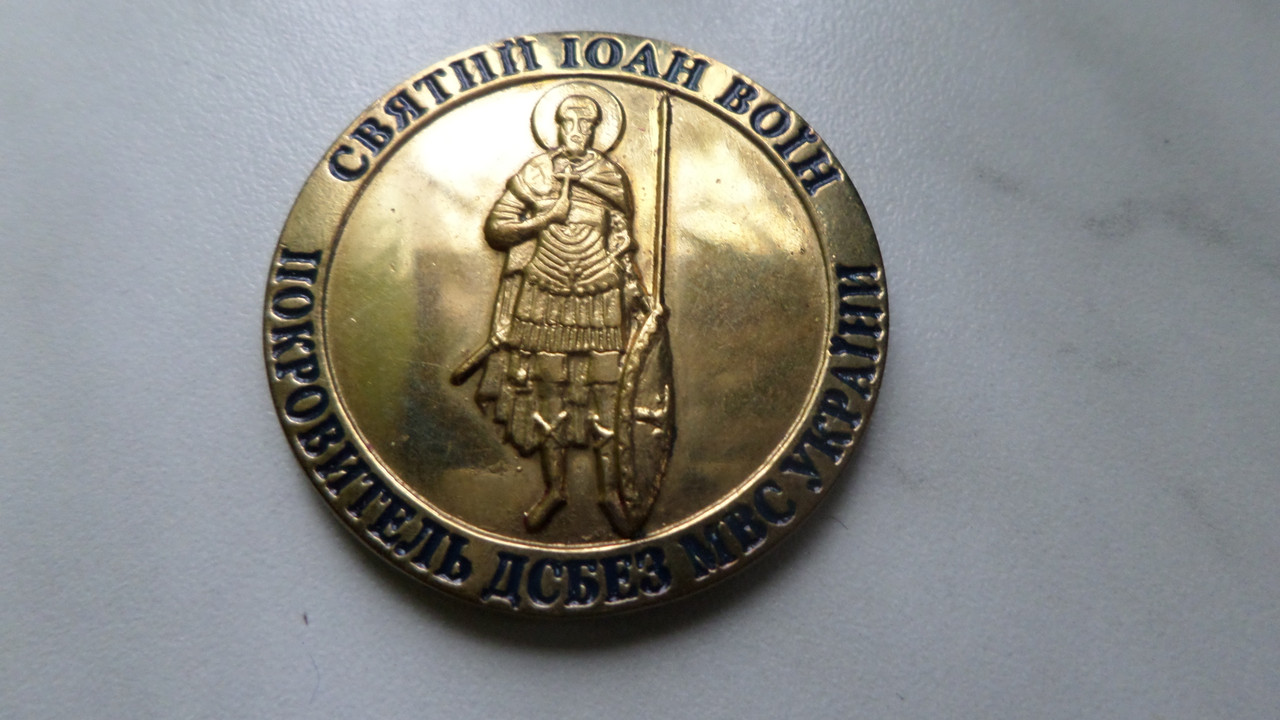 СВЯТИЙ ІОАН ВОЇН
ПОКРОВИТЕЛЬ ДСБЕЗ МВС УКРАЇНИ